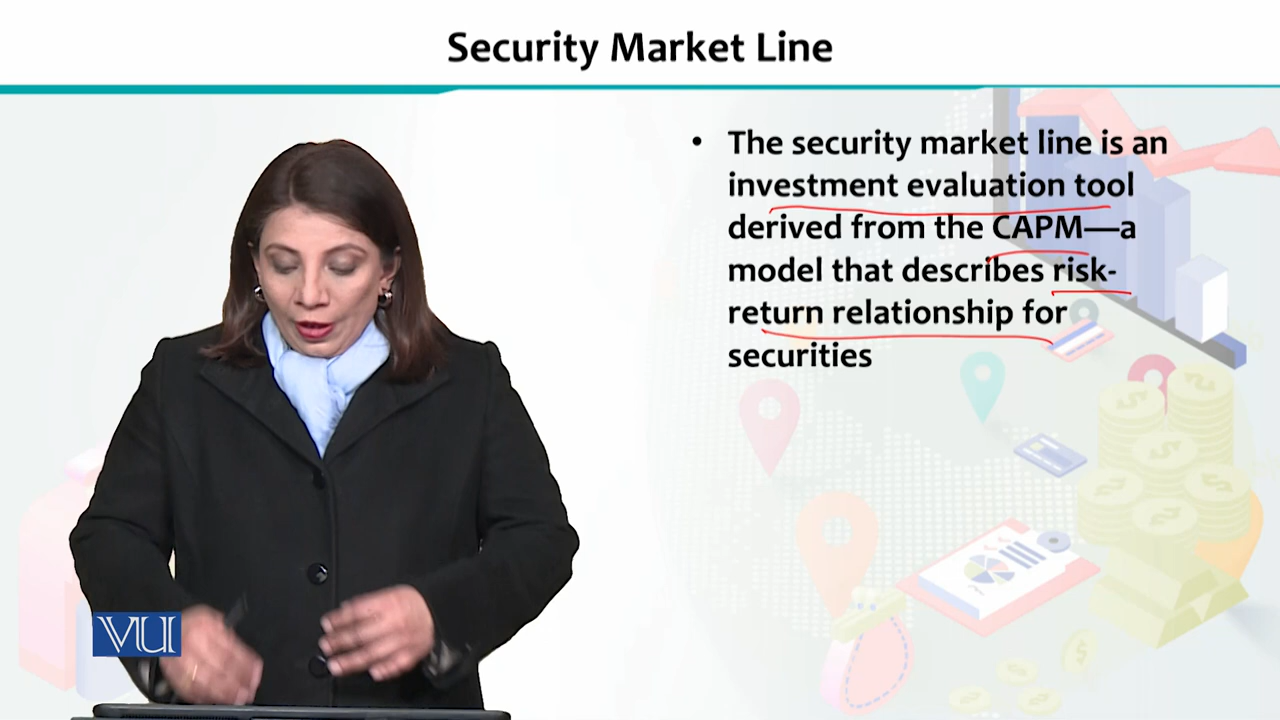 Security Market Line
• The security market line is an
investment evaluation tool
derived from the CAPM—a
model that describes risk-
return relationship for
securities
VU